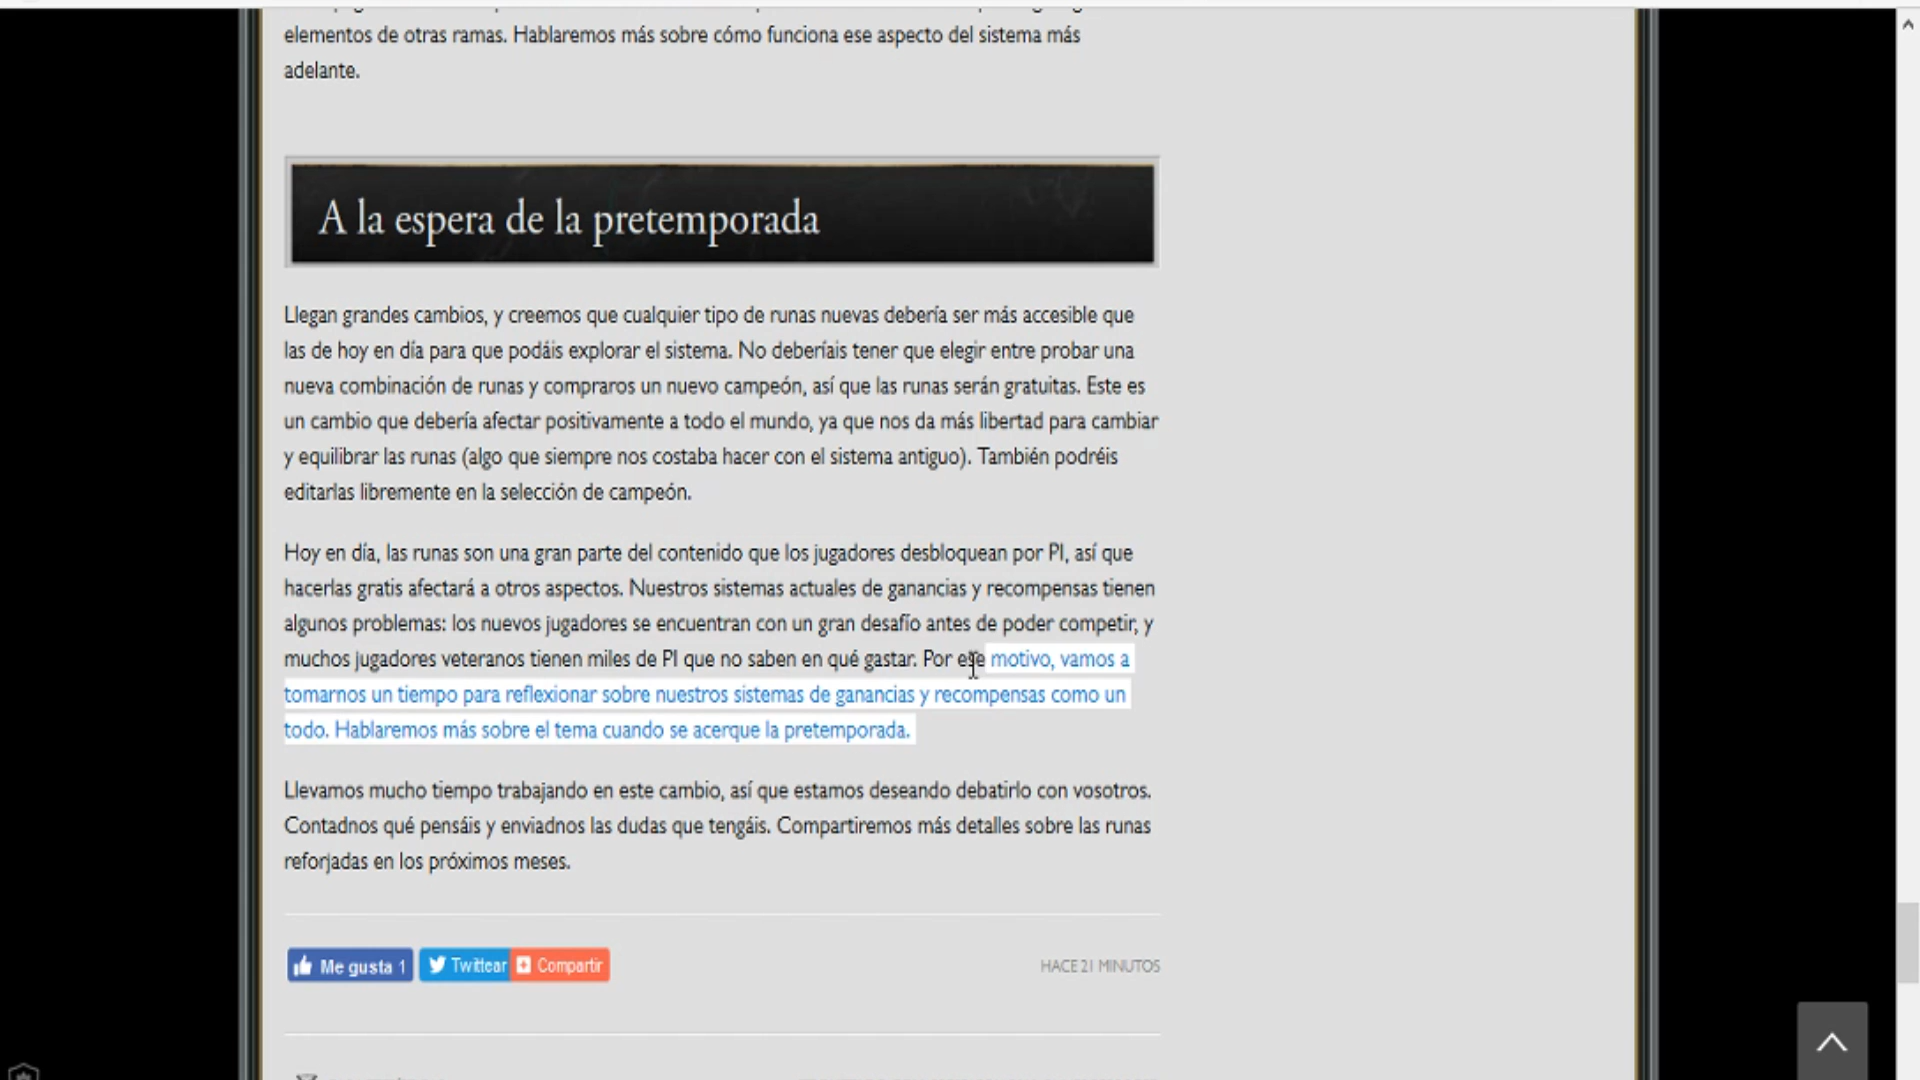 elementos de otras ramas. Hablaremos más sobre cómo funciona ese aspecto del sistema más
adelante.
A la espera de la pretemporada
Llegan grandes cambios, y creemos que cualquier tipo de runas nuevas debería ser más accesible que
las de hoy en día para que podáis explorar el sistema. No deberíais tener que elegir entre probar una
nueva combinación de runas y compraros un nuevo campeón, así que las runas serán gratuitas. Este es
un cambio que debería afectar positivamente a todo el mundo, ya que nos da más libertad para cambiar
y equilibrar las runas (algo que siempre nos costaba hacer con el sistema antiguo). También podréis
editarlas libremente en la selección de campeón.
Hoy en día, las runas son una gran parte del contenido que los jugadores desbloquean por PI, así que
hacerlas gratis afectará a otros aspectos. Nuestros sistemas actuales de ganancias y recompensas tienen
algunos problemas: los nuevos jugadores se encuentran con un gran desafío antes de poder competir, y
muchos jugadores veteranos tienen miles de PI que no saben en qué gastar. Por ese motivo, vamos a
tomarnos un tiempo para reflexionar sobre nuestros sistemas de ganancias y recompensas como un
todo. Hablaremos más sobre el tema cuando se acerque la pretemporada.
Llevamos mucho tiempo trabajando en este cambio, así que estamos deseando debatirlo con vosotros.
Contadnos qué pensáis y enviadnos las dudas que tengáis. Compartiremos más detalles sobre las runas
reforjadas en los próximos meses.
Me gusta 1 Twittear Compartir HACE 21 MINUTOS